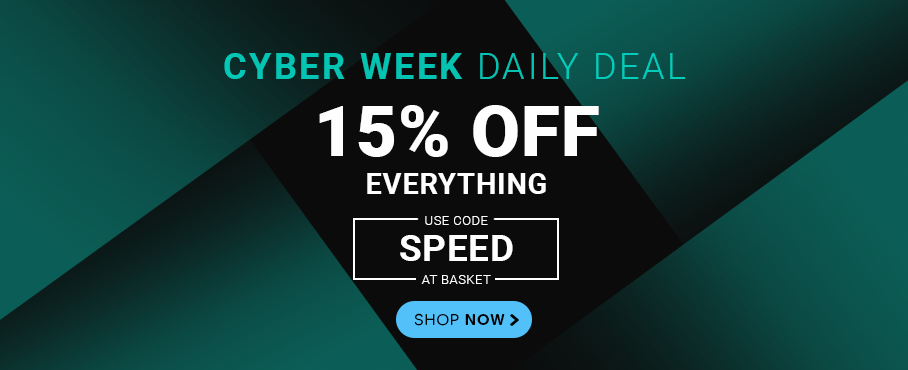 CYBER WEEK DAILY DEAL
15% OFF
EVERYTHING
USE CODE
SPEED
AT BASKET
SHOP NOW